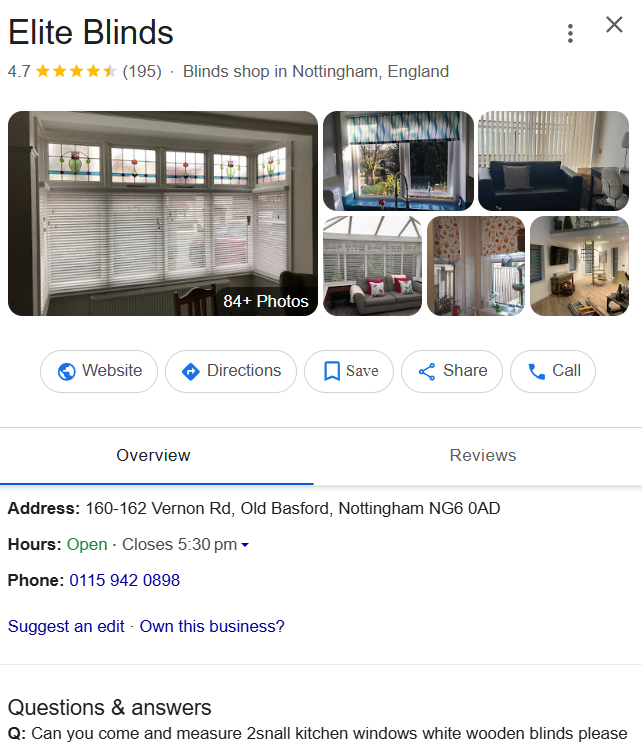 Elite Blinds
4.7 (195) · Blinds shop in Nottingham, England
84+ Photos
Website Directions Save Share Call
Overview Reviews
Address: 160-162 Vernon Rd, Old Basford, Nottingham NG6 0AD
Hours: Open · Closes 5:30 pm
Phone: 0115 942 0898
Suggest an edit · Own this business?
Questions & answers
Q: Can you come and measure 2snall kitchen windows white wooden blinds please